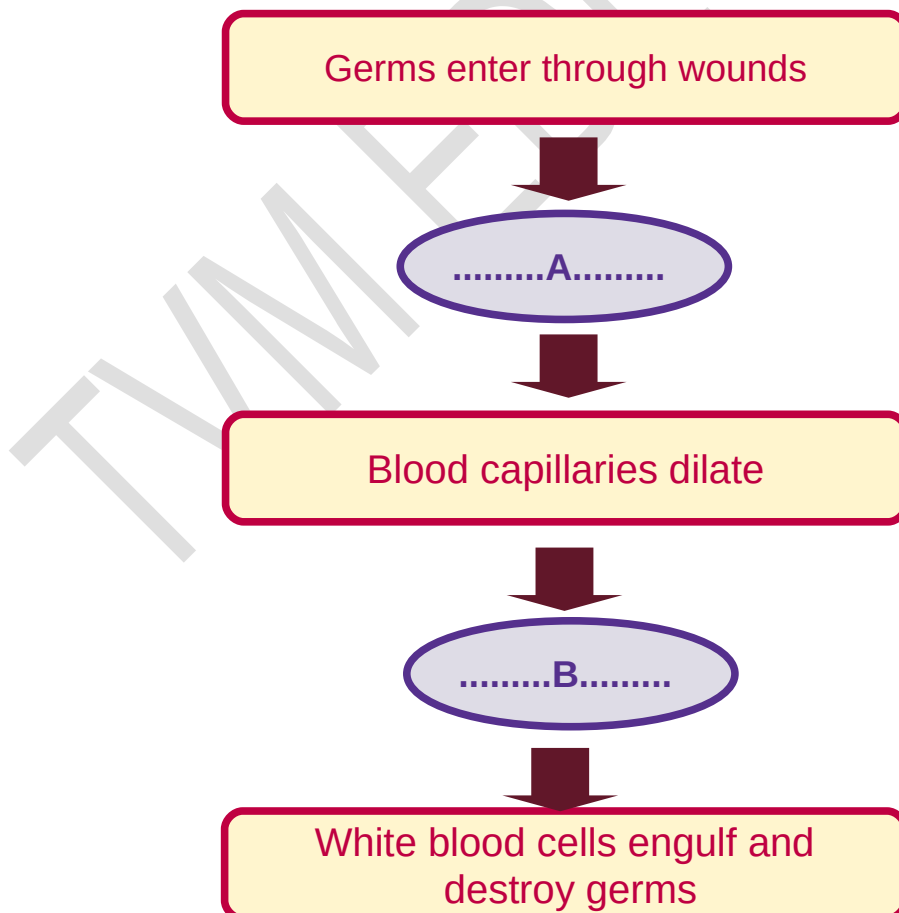 Germs enter through wounds
.........A.........
Blood capillaries dilate
.........B.........
White blood cells engulf and
destroy germs
TVM